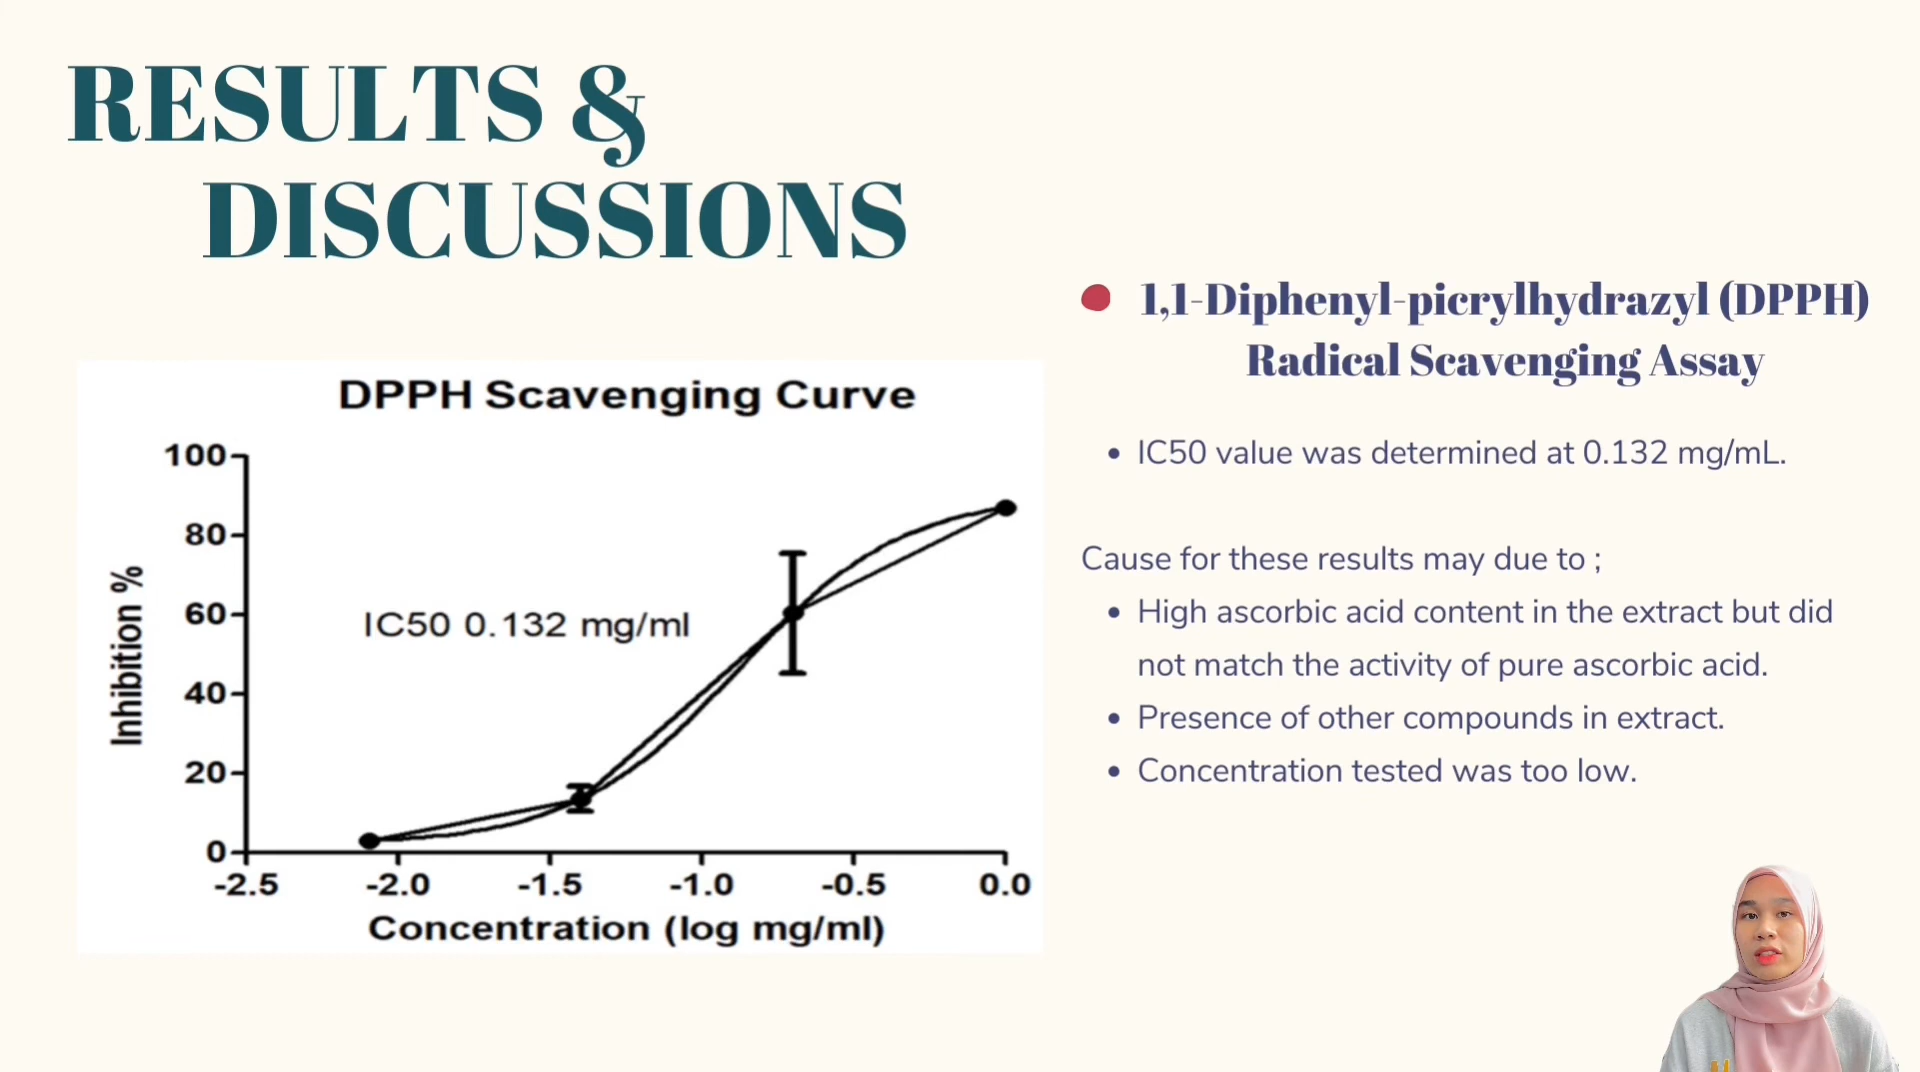 RESULTS &
DISCUSSIONS
DPPH Scavenging Curve
100
80
60
40
20
0
Inhibition %
IC50 0.132 mg/ml
-2.5
-2.0
-1.5
-1.0
-0.5
0.0
Concentration (log mg/ml)
1,1-Diphenyl-picrylhydrazyl (DPPH)
Radical Scavenging Assay
• IC50 value was determined at 0.132 mg/mL.
Cause for these results may due to ;
• High ascorbic acid content in the extract but did
not match the activity of pure ascorbic acid.
• Presence of other compounds in extract.
• Concentration tested was too low.